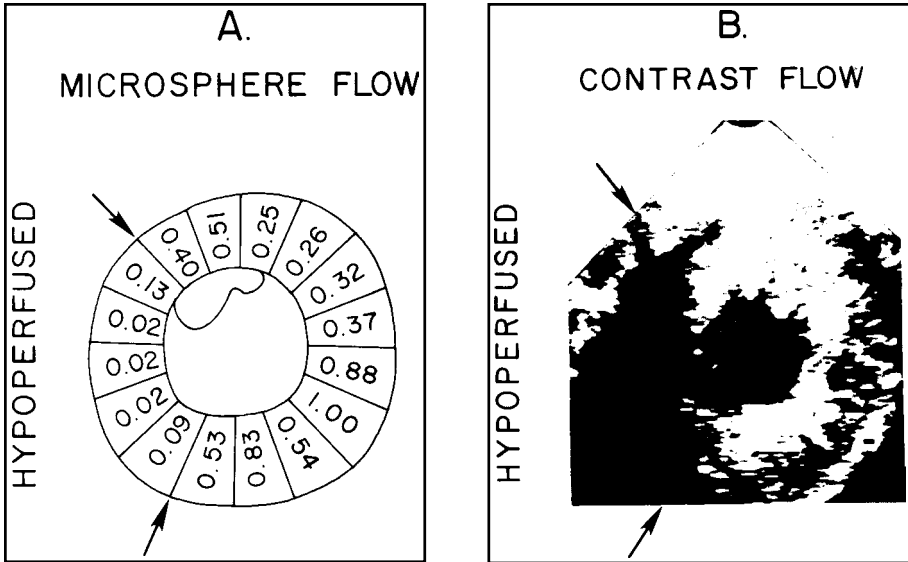 A.
MICROSPHERE FLOW
HYPOPERFUSED
0.51
0.25
0.26
0.32
0.37
0.88
1.00
0.54
0.83
0.53
0.09
0.02
0.02
0.02
0.13
0.40
B.
CONTRAST FLOW
HYPOPERFUSED